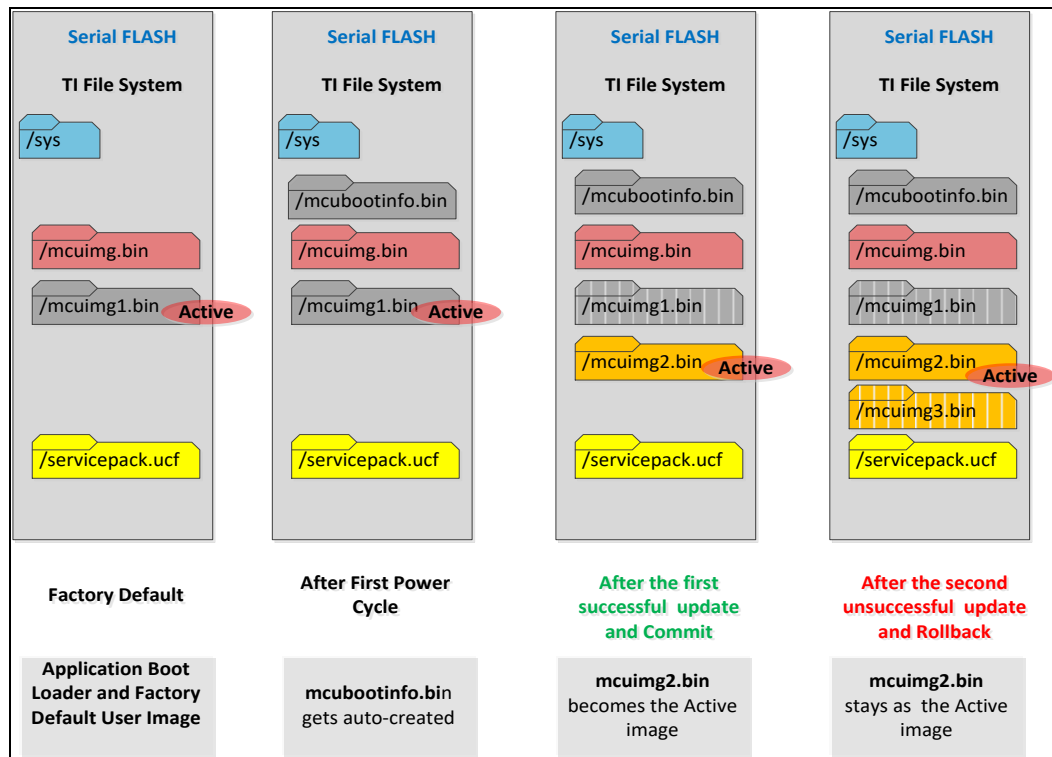 Serial FLASH
TI File System
/sys
/mcuimg.bin
/mcuimg1.bin
Active
/servicepack.ucf
Factory Default
Application Boot
Loader and Factory
Default User Image
Serial FLASH
TI File System
/sys
/mcubootinfo.bin
/mcuimg.bin
/mcuimg1.bin
Active
/servicepack.ucf
After First Power
Cycle
mcubootinfo.bin
gets auto-created
Serial FLASH
TI File System
/sys
/mcubootinfo.bin
/mcuimg.bin
/mcuimg1.bin
/mcuimg2.bin
Active
/servicepack.ucf
After the first
successful update
and Commit
mcuimg2.bin
becomes the Active
image
Serial FLASH
TI File System
/sys
/mcubootinfo.bin
/mcuimg.bin
/mcuimg1.bin
/mcuimg2.bin
Active
/mcuimg3.bin
/servicepack.ucf
After the second
unsuccessful update
and Rollback
mcuimg2.bin
stays as the Active
image